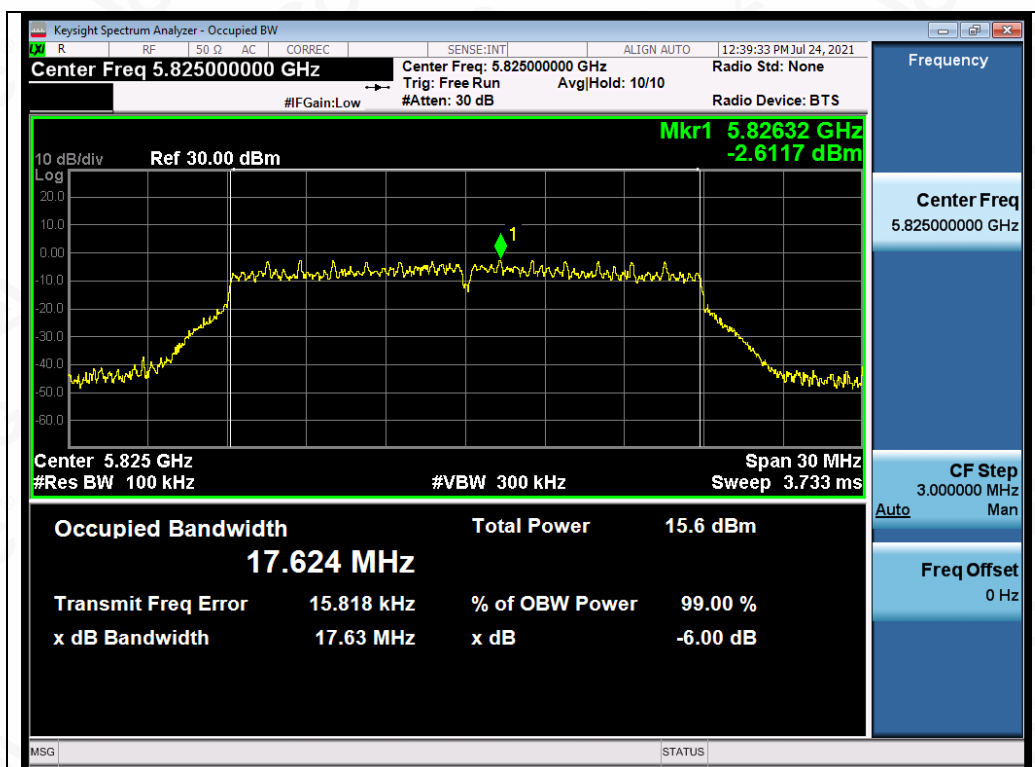 Keysight Spectrum Analyzer - Occupied BW
LXI R RF 50 Ω AC CORREC SENSE:INT ALIGN AUTO 12:39:33 PM Jul 24, 2021
Center Freq 5.825000000 GHz
Center Freq: 5.825000000 GHz
Radio Std: None
Trig: Free Run Avg|Hold: 10/10
#IFGain:Low
#Atten: 30 dB
Radio Device: BTS
Mkr1 5.82632 GHz
-2.6117 dBm
10 dB/div Ref 30.00 dBm
Log
20.0
10.0
0.00
-10.0
-20.0
-30.0
-40.0
-50.0
-60.0
1
Center 5.825 GHz Span 30 MHz
#Res BW 100 kHz #VBW 300 kHz Sweep 3.733 ms
Occupied Bandwidth Total Power 15.6 dBm
17.624 MHz
Transmit Freq Error 15.818 kHz % of OBW Power 99.00 %
x dB Bandwidth 17.63 MHz x dB -6.00 dB
MSG STATUS
Frequency
Center Freq
5.825000000 GHz
CF Step
3.000000 MHz
Auto Man
Freq Offset
0 Hz